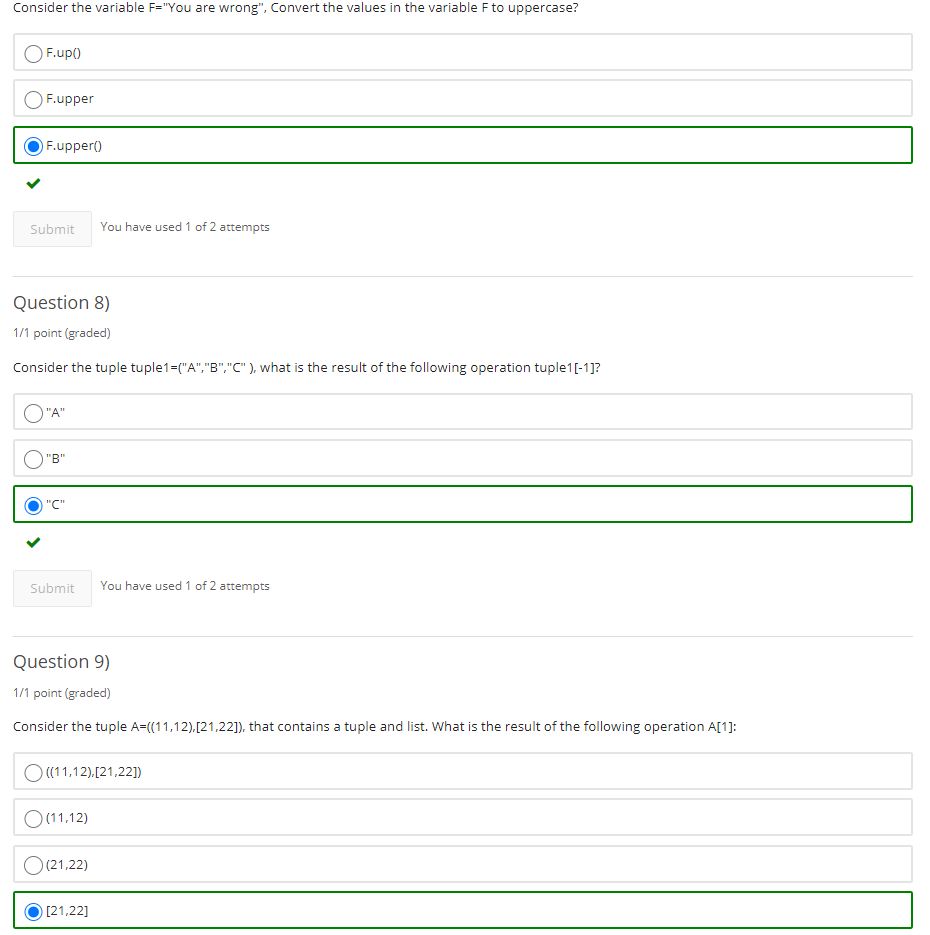 Consider the variable F="You are wrong", Convert the values in the variable F to uppercase?
F.up()
F.upper
F.upper()
Submit You have used 1 of 2 attempts
Question 8)
1/1 point (graded)
Consider the tuple tuple1=("A","B","C" ), what is the result of the following operation tuple1[-1]?
"A"
"B"
"C"
Submit You have used 1 of 2 attempts
Question 9)
1/1 point (graded)
Consider the tuple A=((11,12),[21,22]), that contains a tuple and list. What is the result of the following operation A[1]:
((11,12),[21,22])
(11,12)
(21,22)
[21,22]